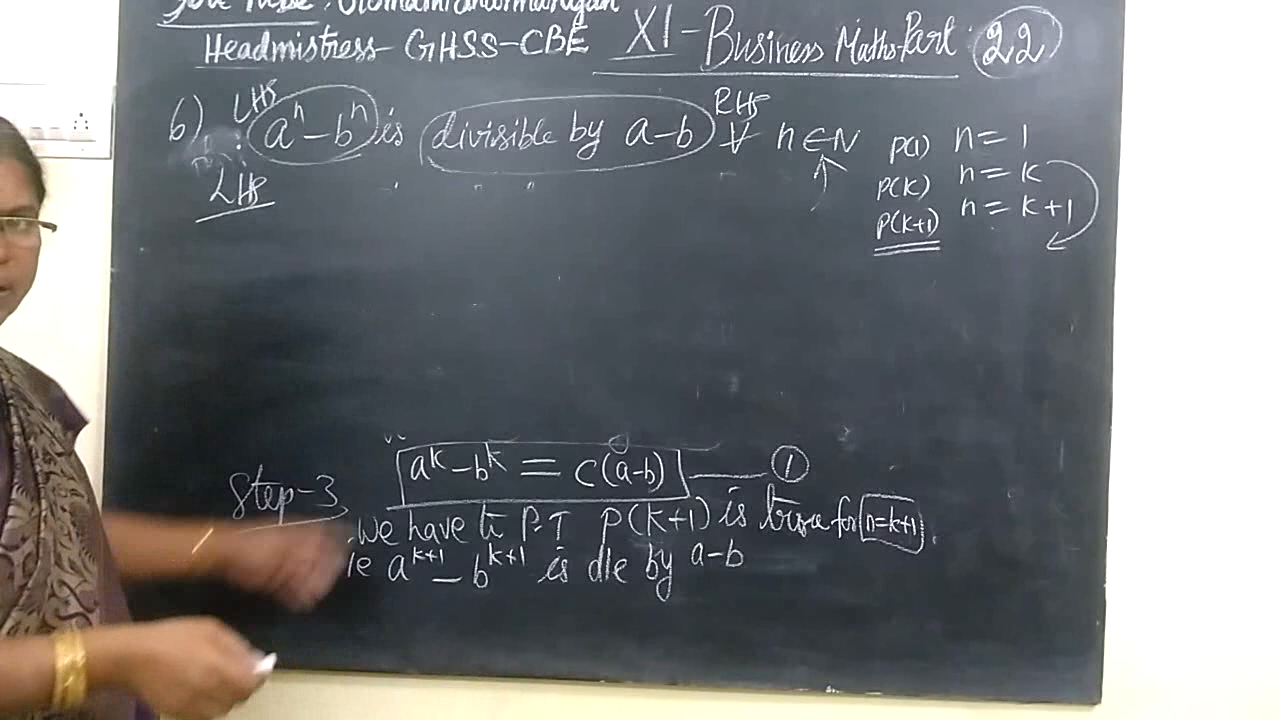 Headmistress - GHSS-CBE XI - Business Maths-Part 22
LHS RHS
6) : aⁿ - bⁿ is divisible by a-b ∀ n ∈ N
LHS
P(1) n = 1
P(k) n = k
P(k+1) n = k+1
aᵏ - bᵏ = c(a-b) —— ①
Step-3
We have to P.T P(k+1) is true for n=k+1.
ie aᵏ⁺¹ - bᵏ⁺¹ is d/e by a-b